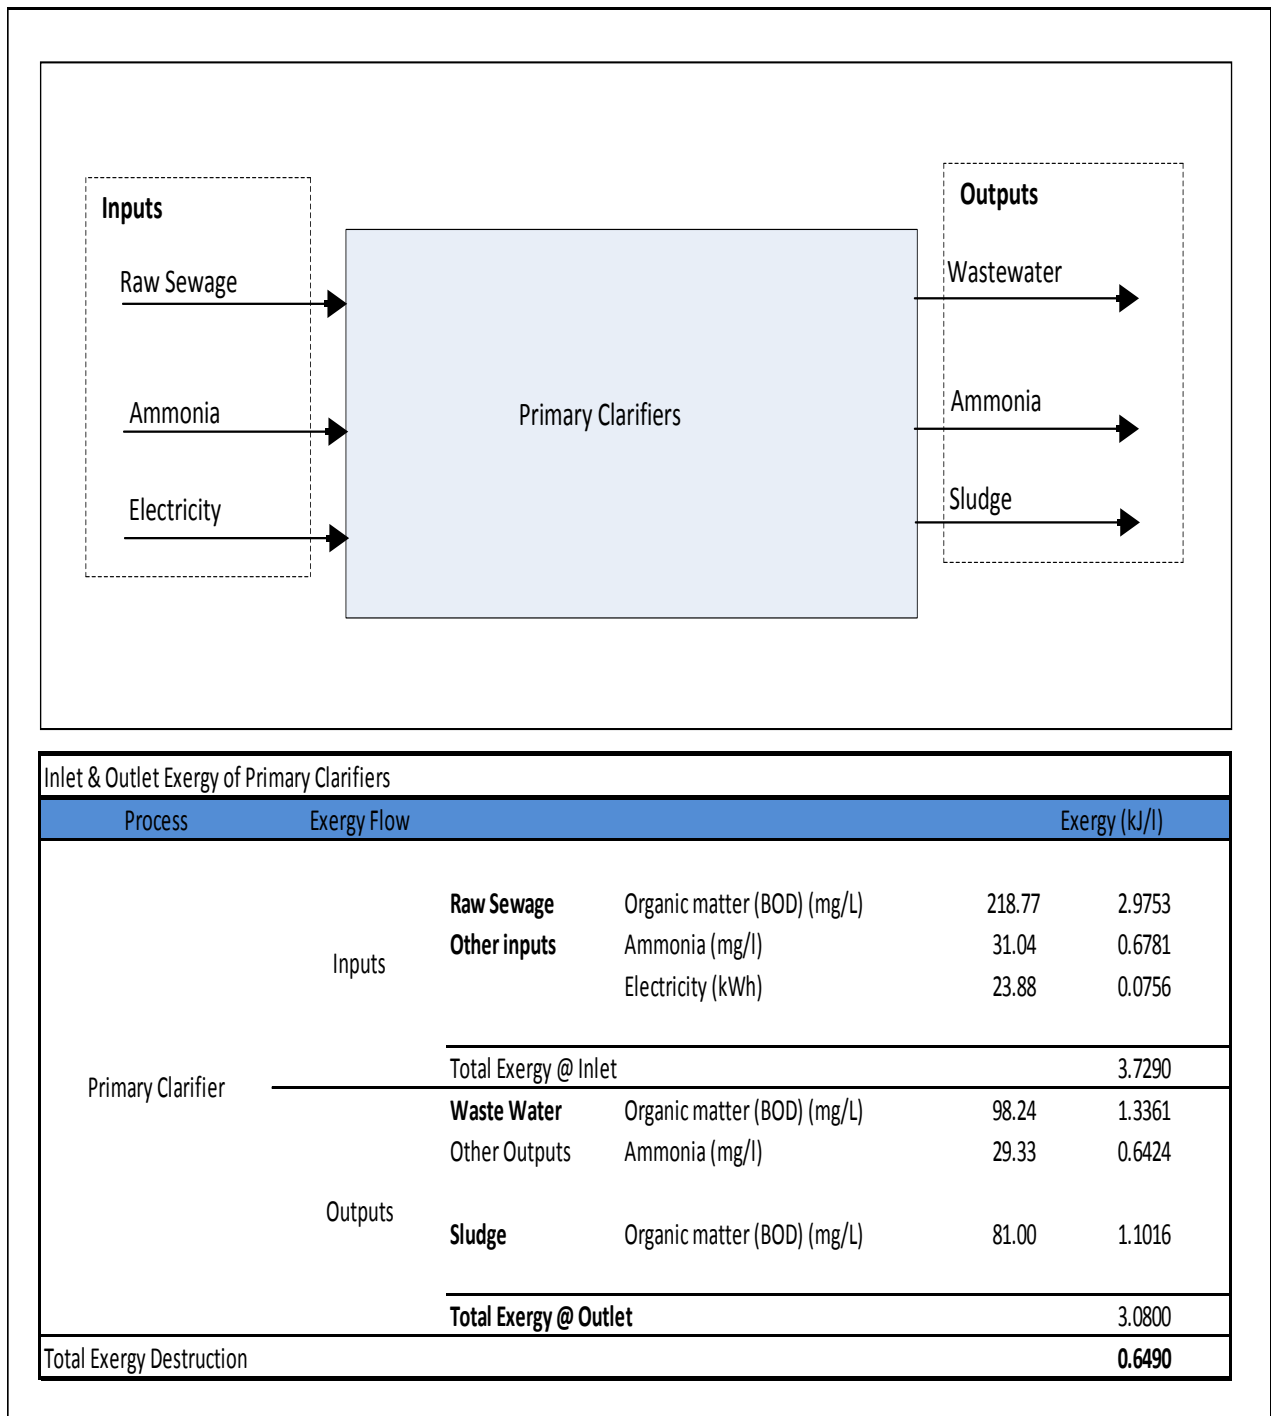 Inputs
Raw Sewage
Ammonia
Electricity
Primary Clarifiers
Outputs
Wastewater
Ammonia
Sludge
Inlet & Outlet Exergy of Primary Clarifiers
Process Exergy Flow Exergy (kJ/l)
Raw Sewage Organic matter (BOD) (mg/L) 218.77 2.9753
Other inputs Ammonia (mg/l) 31.04 0.6781
Inputs
Electricity (kWh) 23.88 0.0756
Total Exergy @ Inlet 3.7290
Primary Clarifier
Waste Water Organic matter (BOD) (mg/L) 98.24 1.3361
Other Outputs Ammonia (mg/l) 29.33 0.6424
Outputs
Sludge Organic matter (BOD) (mg/L) 81.00 1.1016
Total Exergy @ Outlet 3.0800
Total Exergy Destruction 0.6490